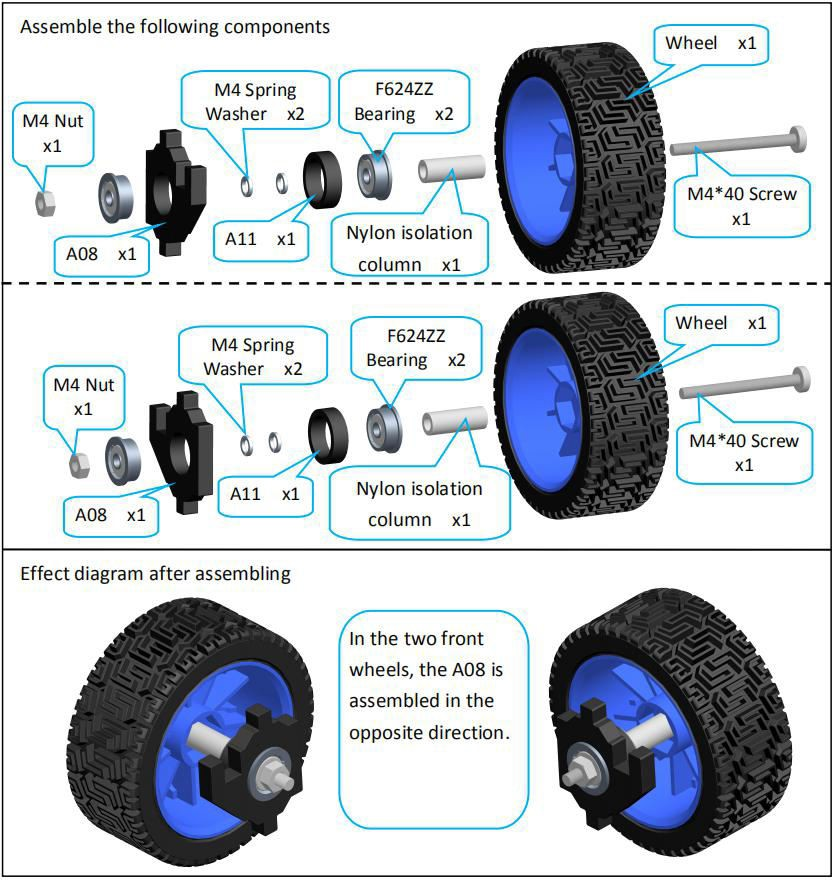 Assemble the following components
Wheel x1
M4 Spring
Washer x2
F624ZZ
Bearing x2
M4 Nut
x1
M4*40 Screw
x1
A08 x1
A11 x1
Nylon isolation
column x1
Wheel x1
M4 Spring
Washer x2
F624ZZ
Bearing x2
M4 Nut
x1
M4*40 Screw
x1
A08 x1
A11 x1
Nylon isolation
column x1
Effect diagram after assembling
In the two front
wheels, the A08 is
assembled in the
opposite direction.